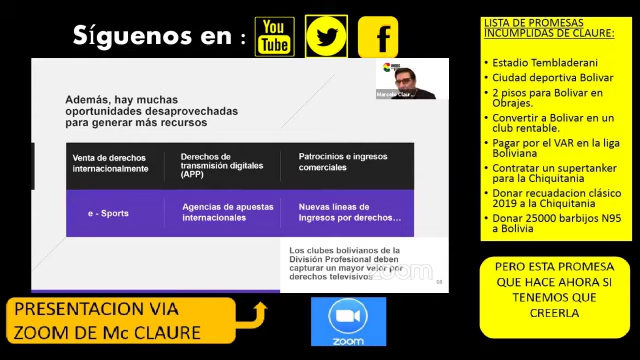 Síguenos en :
You
Tube
f
Además, hay muchas
oportunidades desaprovechadas
para generar más recursos
Marcelo Claur...
Venta de derechos
internacionalmente
Derechos de
transmisión digitales
(APP)
Patrocinios e ingresos
comerciales
e - Sports
Agencias de apuestas
internacionales
Nuevas líneas de
Ingresos por derechos...
Los clubes bolivianos de la
División Profesional deben
capturar un mayor valor por
derechos televisivos
zoom
LISTA DE PROMESAS
INCUMPLIDAS DE CLAURE:
• Estadio Tembladerani
• Ciudad deportiva Bolivar
• 2 pisos para Bolivar en
Obrajes.
• Convertir a Bolivar en un
club rentable.
• Pagar por el VAR en la liga
Boliviana
• Contratar un supertanker
para la Chiquitania
• Donar recuadacion clásico
2019 a la Chiquitania
• Donar 25000 barbijos N95
a Bolivia
PERO ESTA PROMESA
QUE HACE AHORA SI
TENEMOS QUE
CREERLA
PRESENTACION VIA
ZOOM DE Mc CLAURE
zoom